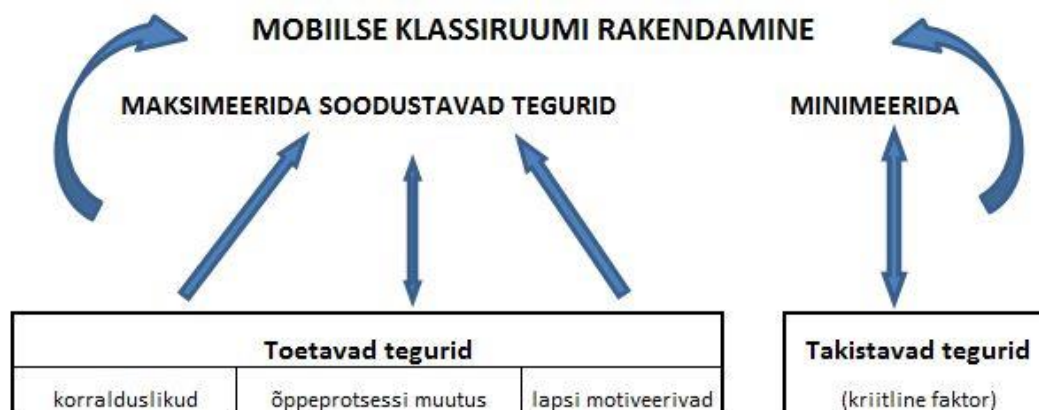 MOBIILSE KLASSIRUUMI RAKENDAMINE
MAKSIMEERIDA SOODUSTAVAD TEGURID
MINIMEERIDA
Toetavad tegurid
korralduslikud
õppeprotsessi muutus
lapsi motiveerivad
Takistavad tegurid
(kriitline faktor)